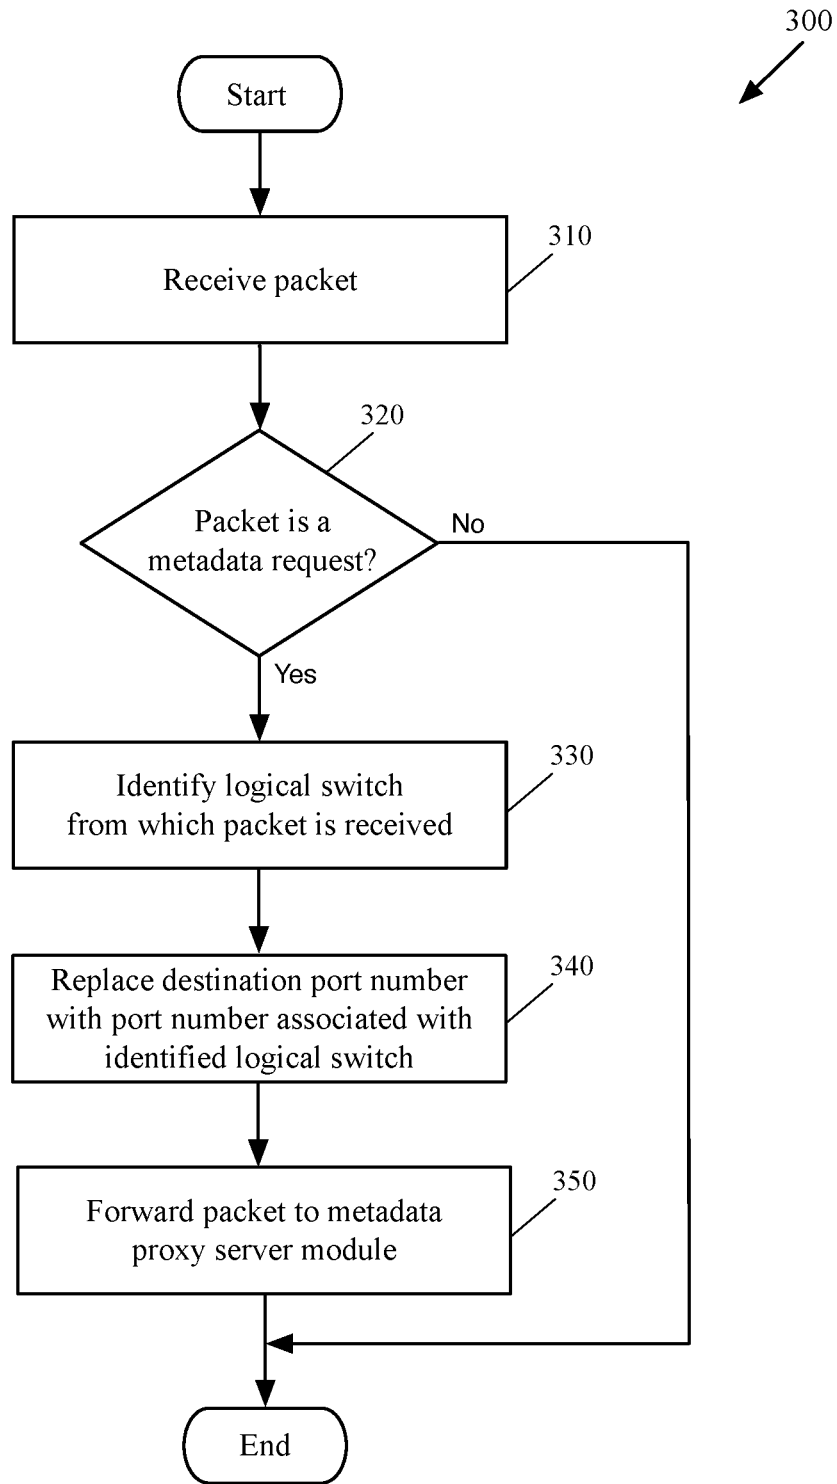 300
Start
310
Receive packet
320
Packet is a
metadata request?
No
Yes
330
Identify logical switch
from which packet is received
340
Replace destination port number
with port number associated with
identified logical switch
350
Forward packet to metadata
proxy server module
End